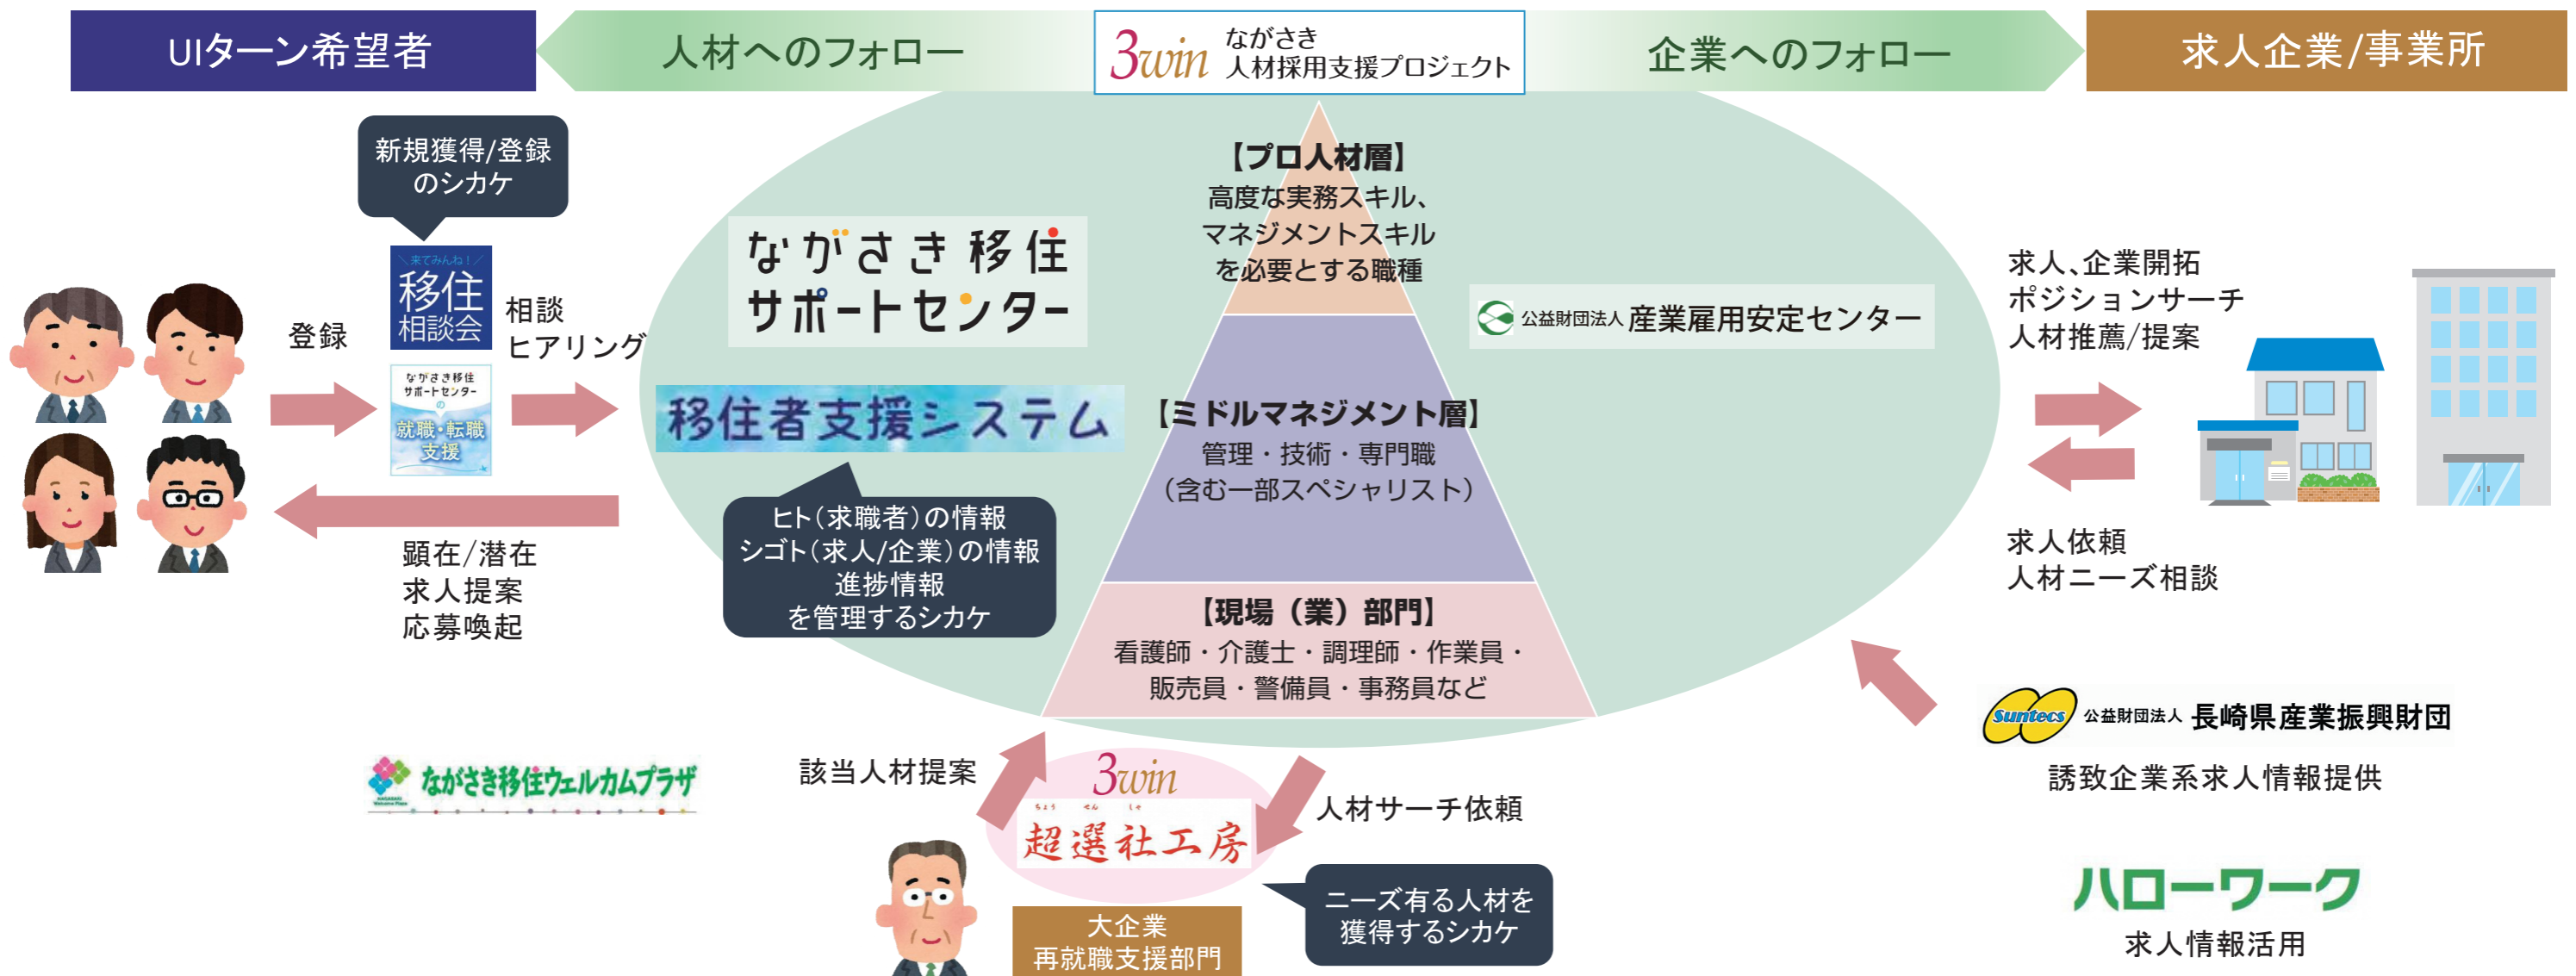 UIターン希望者
人材へのフォロー
3win
ながさき
人材採用支援プロジェクト
企業へのフォロー
求人企業/事業所
新規獲得/登録
のシカケ
登録
＼来てみんね！／
移住
相談会
ながさき移住
サポートセンター
の
就職・転職
支援
相談
ヒアリング
顕在/潜在
求人提案
応募喚起
ながさき移住
サポートセンター
移住者支援システム
ヒト（求職者）の情報
シゴト（求人/企業）の情報
進捗情報
を管理するシカケ
【プロ人材層】
高度な実務スキル、
マネジメントスキル
を必要とする職種
【ミドルマネジメント層】
管理・技術・専門職
（含む一部スペシャリスト）
【現場（業）部門】
看護師・介護士・調理師・作業員・
販売員・警備員・事務員など
公益財団法人 産業雇用安定センター
求人、企業開拓
ポジションサーチ
人材推薦/提案
求人依頼
人材ニーズ相談
Suntecs 公益財団法人 長崎県産業振興財団
誘致企業系求人情報提供
ハローワーク
求人情報活用
NAGASAKI
Welcome Plaza
ながさき移住ウェルカムプラザ
該当人材提案
3win
ちょう せん しゃ
超選社工房
人材サーチ依頼
大企業
再就職支援部門
ニーズ有る人材を
獲得するシカケ